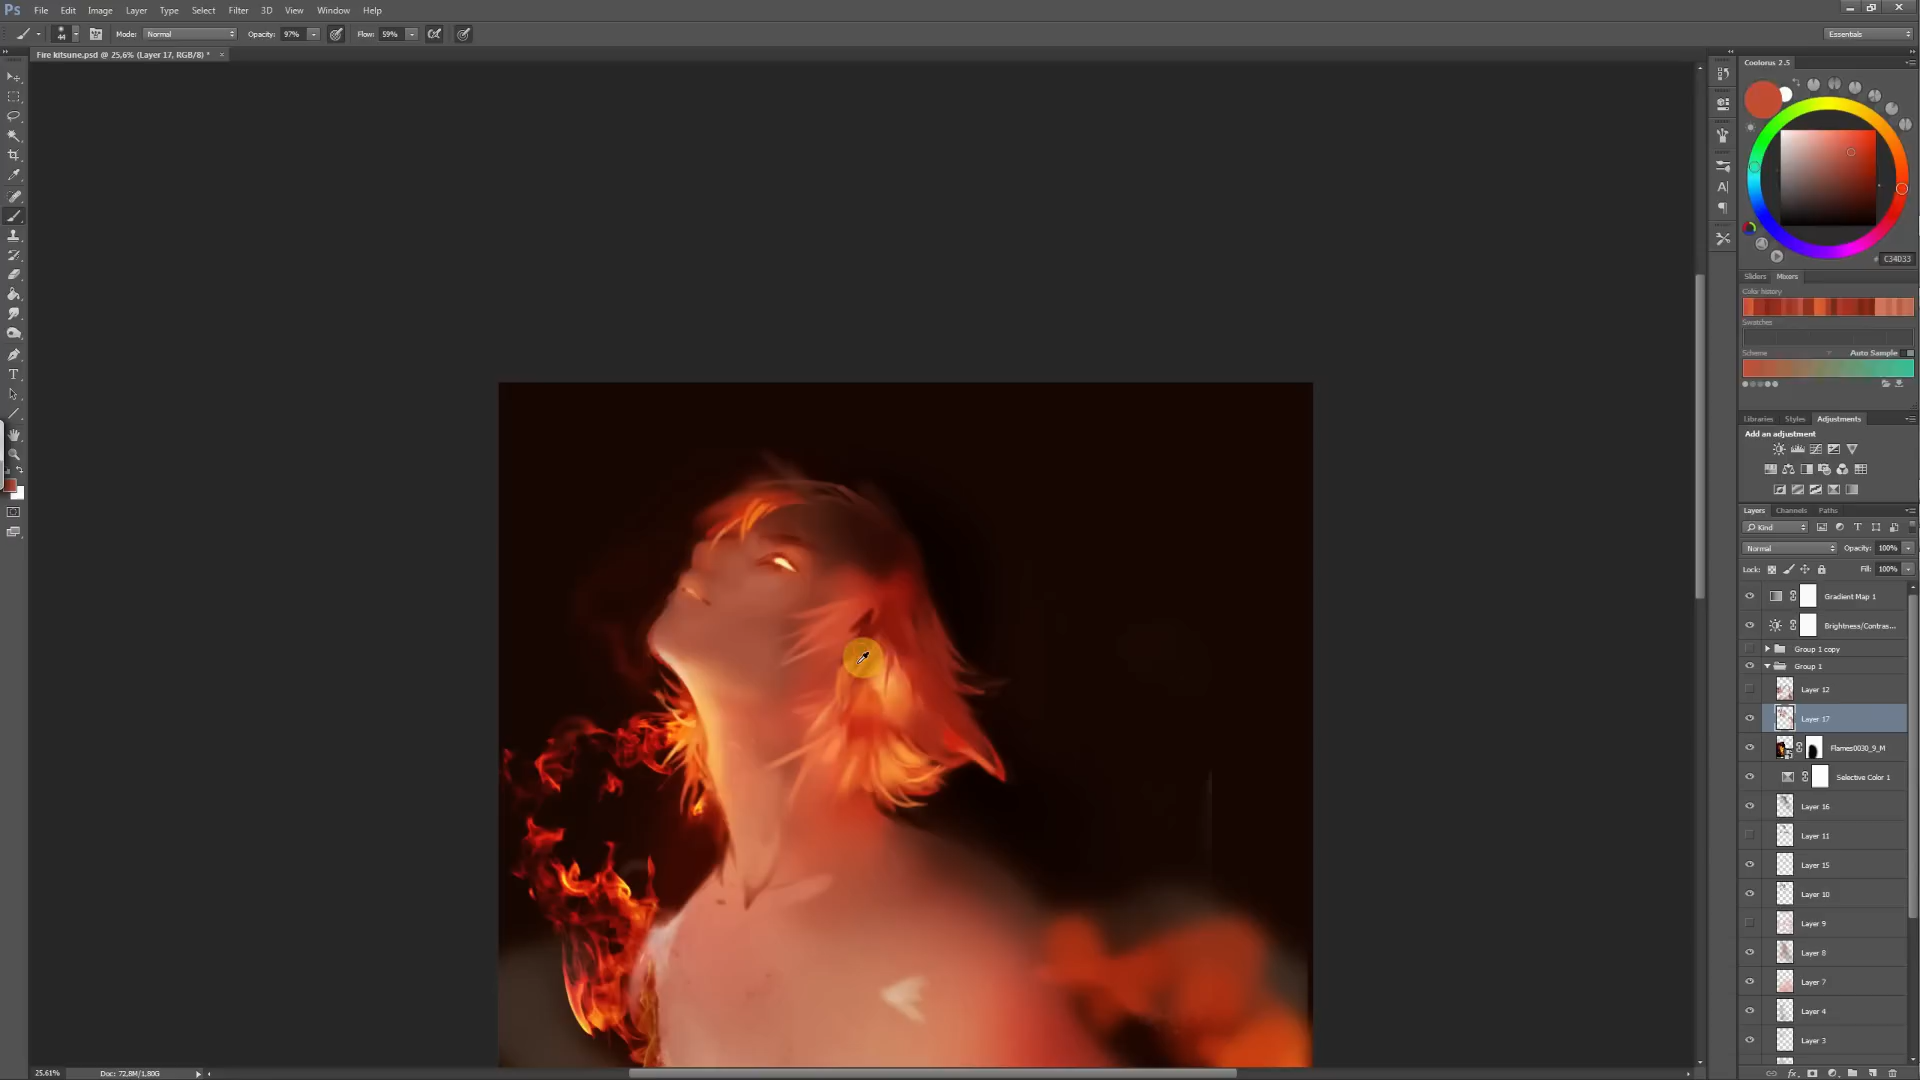 Ps File Edit Image Layer Type Select Filter 3D View Window Help
44 Mode: Normal Opacity: 97% Flow: 59% Essentials
Fire kitsune.psd @ 25,6% (Layer 17, RGB/8) * ×
Coolorus 2.5
C34D33
Sliders Mixers
Color history
Swatches
Scheme Auto Sample
Libraries Styles Adjustments
Add an adjustment
Layers Channels Paths
Kind
Normal Opacity: 100%
Lock: Fill: 100%
Gradient Map 1
Brightness/Contras...
Group 1 copy
Group 1
Layer 12
Layer 17
Flames0030_9_M
Selective Color 1
Layer 16
Layer 11
Layer 15
Layer 10
Layer 9
Layer 8
Layer 7
Layer 4
Layer 3
25.61% Doc: 72,8M/1,80G